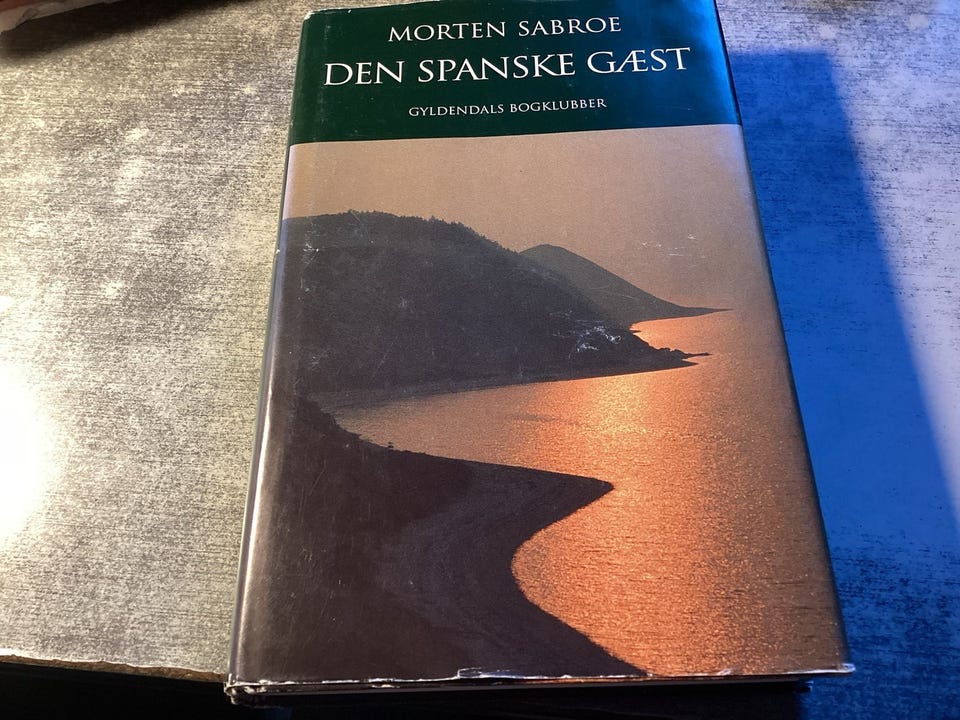 MORTEN SABROE
DEN SPANSKE GÆST
GYLDENDALS BOGKLUBBER